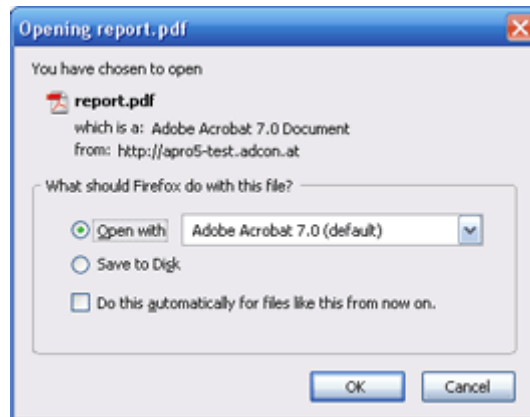 Opening report.pdf
You have chosen to open
report.pdf
which is a: Adobe Acrobat 7.0 Document
from: http://apro5-test.adcon.at
What should Firefox do with this file?
Open with Adobe Acrobat 7.0 (default)
Save to Disk
Do this automatically for files like this from now on.
OK Cancel